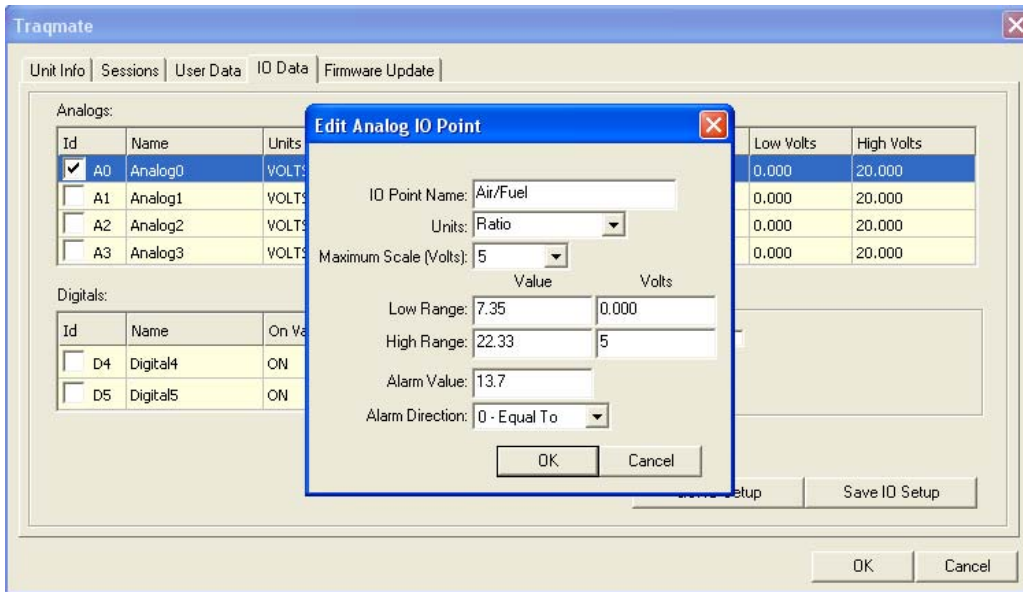 Traqmate
Unit Info Sessions User Data IO Data Firmware Update
Analogs:
Id Name Units Low Volts High Volts
A0 Analog0 VOLTS 0.000 20.000
A1 Analog1 VOLTS 0.000 20.000
A2 Analog2 VOLTS 0.000 20.000
A3 Analog3 VOLTS 0.000 20.000
Digitals:
Id Name On Va
D4 Digital4 ON
D5 Digital5 ON
Edit Analog IO Point
IO Point Name: Air/Fuel
Units: Ratio
Maximum Scale (Volts): 5
Value Volts
Low Range: 7.35 0.000
High Range: 22.33 5
Alarm Value: 13.7
Alarm Direction: 0 - Equal To
OK Cancel
Setup Save IO Setup
OK Cancel